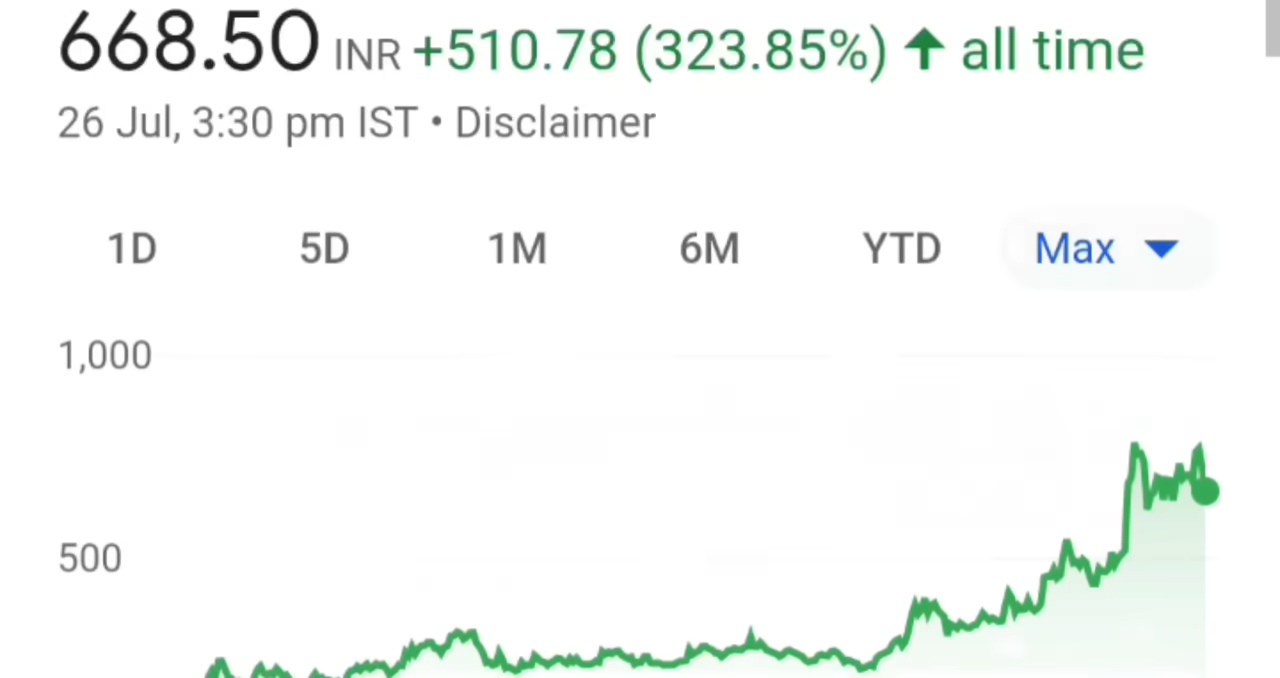 668.50 INR +510.78 (323.85%) ↑ all time
26 Jul, 3:30 pm IST • Disclaimer
1D 5D 1M 6M YTD Max
1,000
500